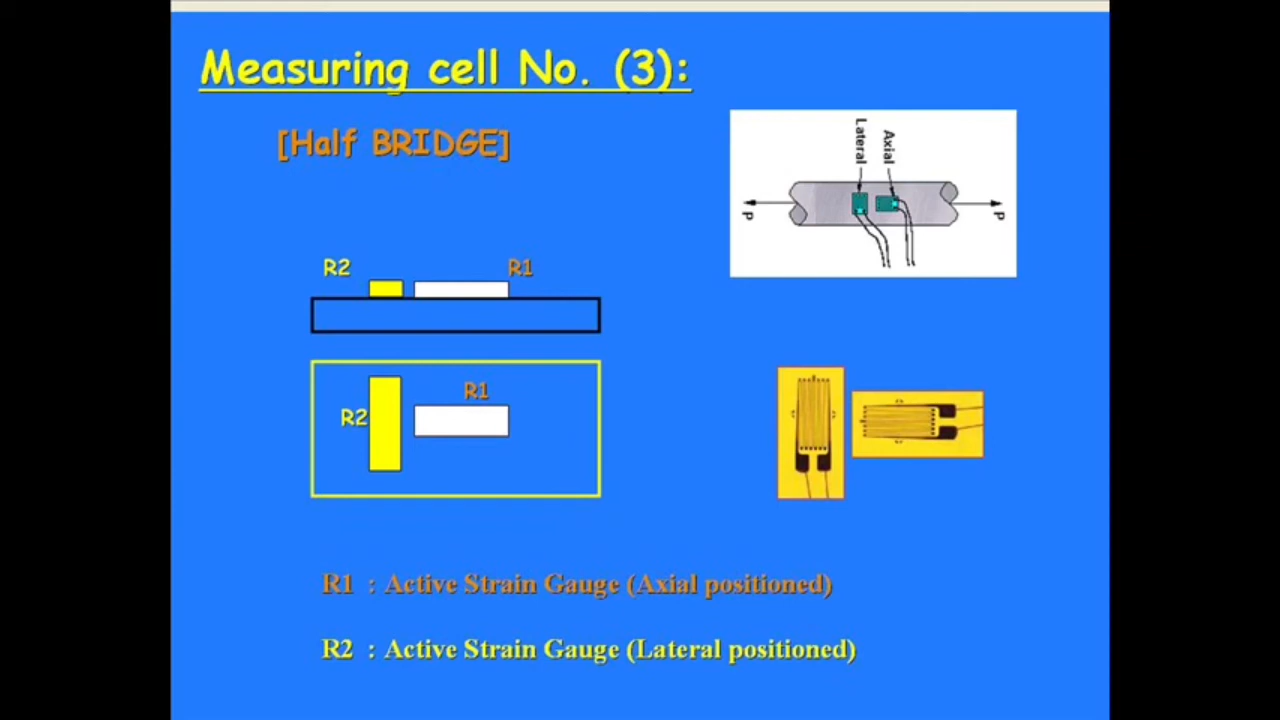 Measuring cell No. (3):
[Half BRIDGE]
Lateral
Axial
P
P
R2
R1
R1
R2
R1 : Active Strain Gauge (Axial positioned)
R2 : Active Strain Gauge (Lateral positioned)